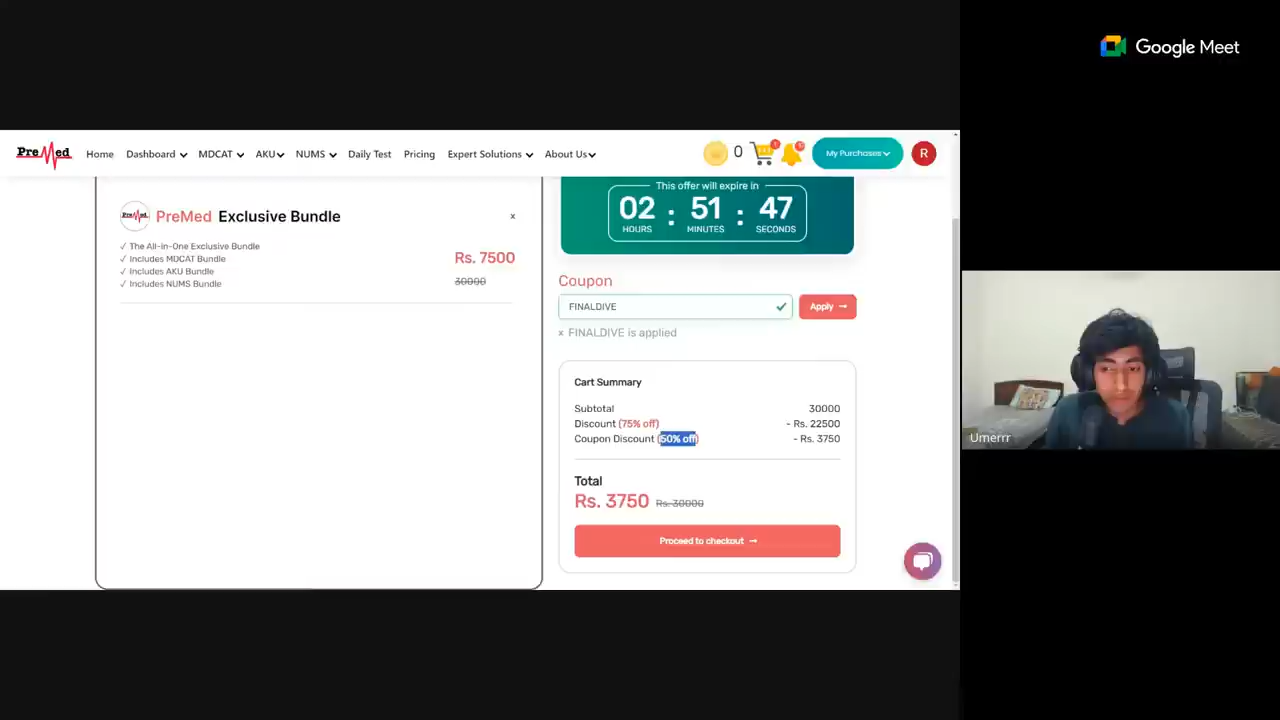 Google Meet
PreMed
Home Dashboard MDCAT AKU NUMS Daily Test Pricing Expert Solutions About Us 0 My Purchases R
PreMed
PreMed Exclusive Bundle x
✓ The All-in-One Exclusive Bundle
✓ Includes MDCAT Bundle
✓ Includes AKU Bundle
✓ Includes NUMS Bundle
Rs. 7500
30000
This offer will expire in
02 : 51 : 47
HOURS MINUTES SECONDS
Coupon
FINALDIVE
Apply →
x FINALDIVE is applied
Cart Summary
Subtotal 30000
Discount (75% off) - Rs. 22500
Coupon Discount (50% off) - Rs. 3750
Total
Rs. 3750 Rs. 30000
Proceed to checkout →
Umerrr